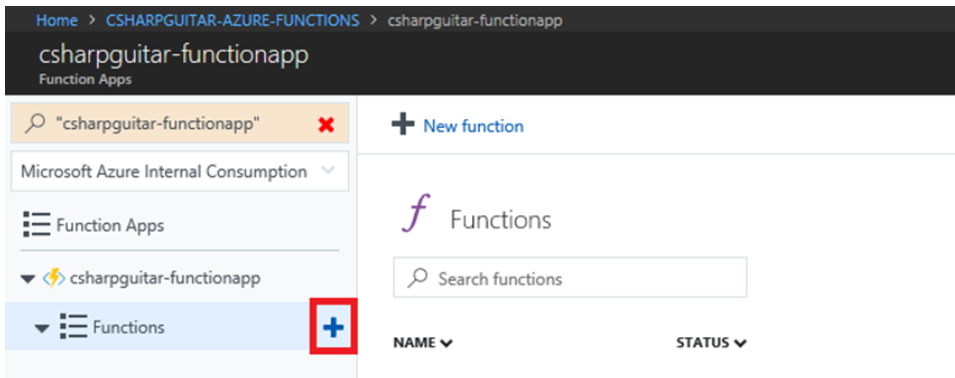 Home > CSHARPGUITAR-AZURE-FUNCTIONS > csharpguitar-functionapp
csharpguitar-functionapp
Function Apps
"csharpguitar-functionapp"
Microsoft Azure Internal Consumption
Function Apps
csharpguitar-functionapp
Functions
New function
Functions
Search functions
NAME STATUS